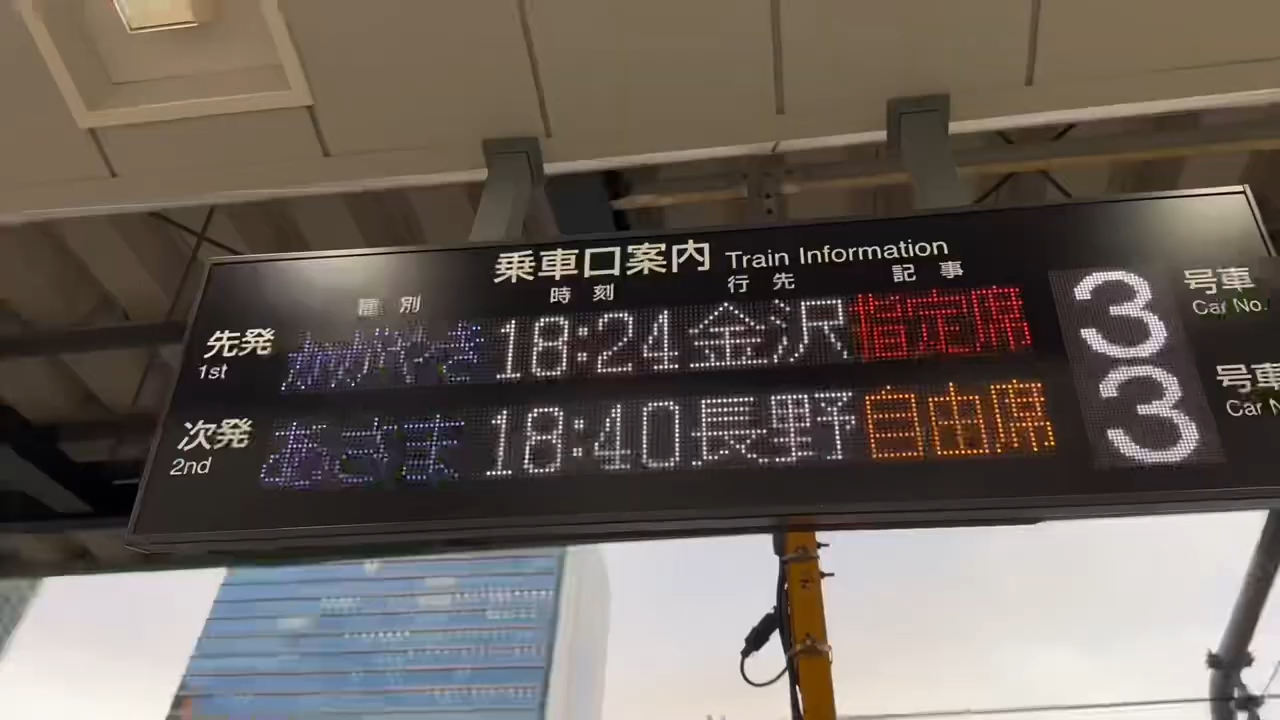 乗車口案内 Train Information
種別 時刻 行先 記事
先発 1st かがやき 18:24 金沢 指定席 3 号車 Car No.
次発 2nd あさま 18:40 長野 自由席 3 号車 Car